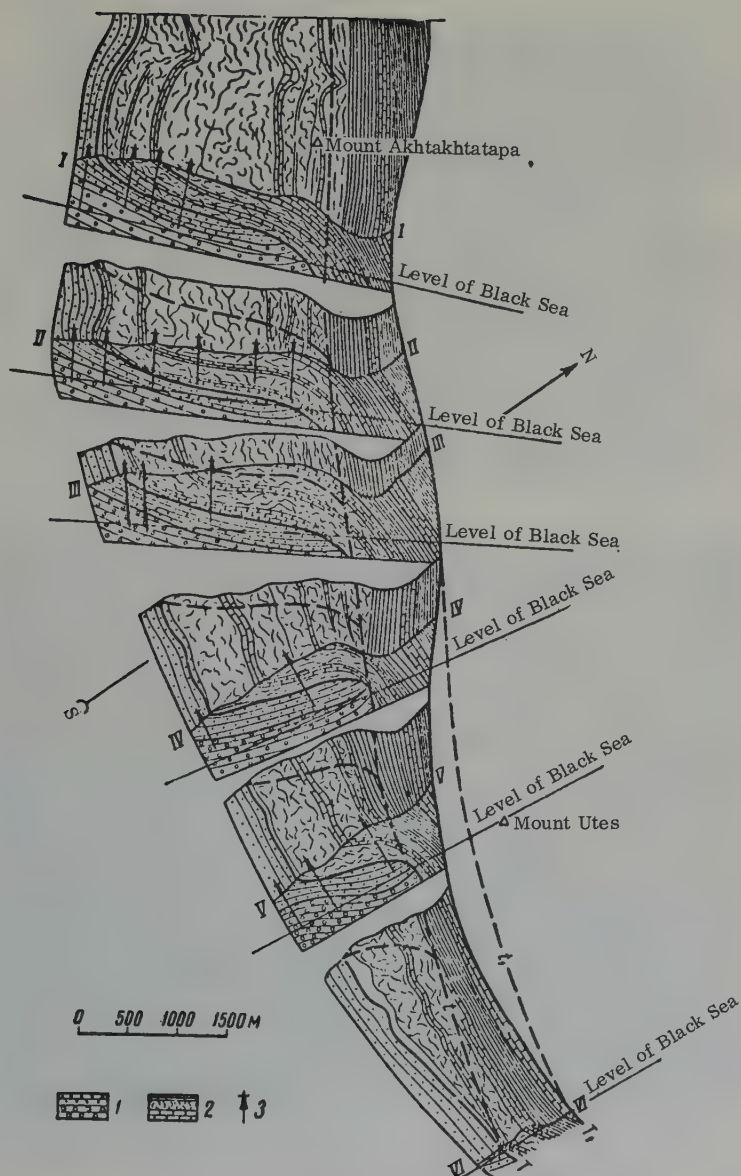 Mount Akhtakhtatapa
I
I
Level of Black Sea
II
II
N
Level of Black Sea
III
III
Level of Black Sea
IV
Level of Black Sea
S
IV
V
Level of Black Sea
Mount Utes
V
0 500 1000 1500 м
Level of Black Sea
1 2 3
VI
VI